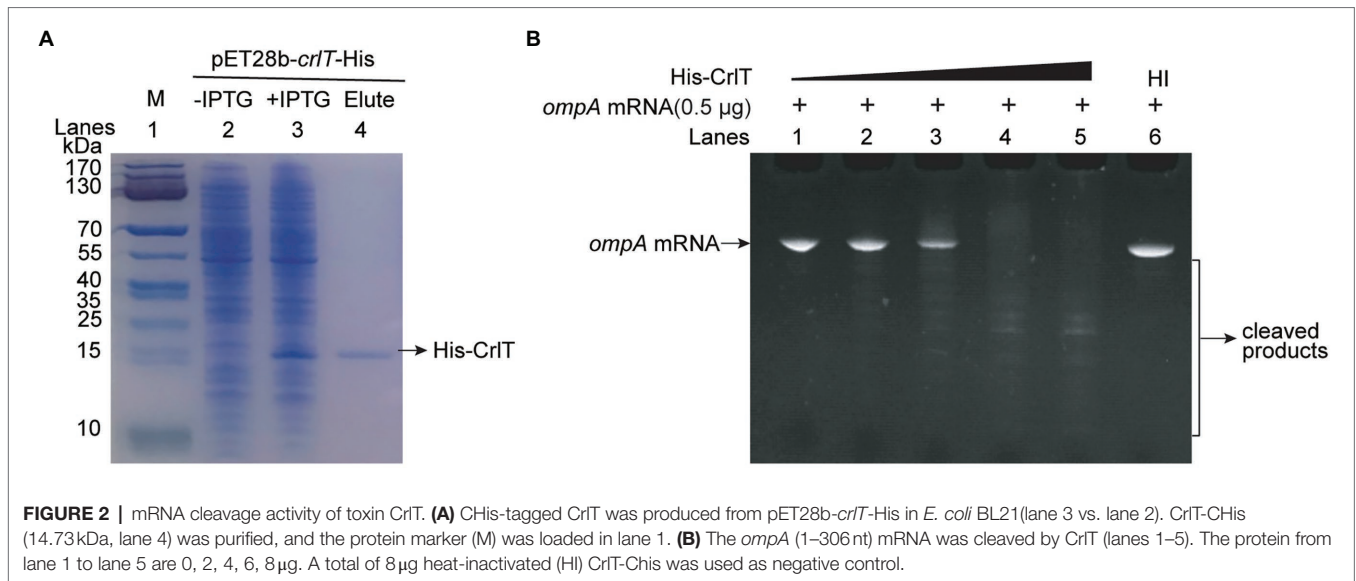 A
pET28b-crlT-His
M -IPTG +IPTG Elute
Lanes 1 2 3 4
kDa
170
130
70
55
40
35
25
15
10
His-CrlT
B
His-CrlT HI
ompA mRNA(0.5 µg) + + + + + +
Lanes 1 2 3 4 5 6
ompA mRNA
cleaved
products
FIGURE 2 | mRNA cleavage activity of toxin CrlT. (A) CHis-tagged CrlT was produced from pET28b-crlT-His in E. coli BL21(lane 3 vs. lane 2). CrlT-CHis
(14.73 kDa, lane 4) was purified, and the protein marker (M) was loaded in lane 1. (B) The ompA (1–306 nt) mRNA was cleaved by CrlT (lanes 1–5). The protein from
lane 1 to lane 5 are 0, 2, 4, 6, 8 µg. A total of 8 µg heat-inactivated (HI) CrlT-Chis was used as negative control.